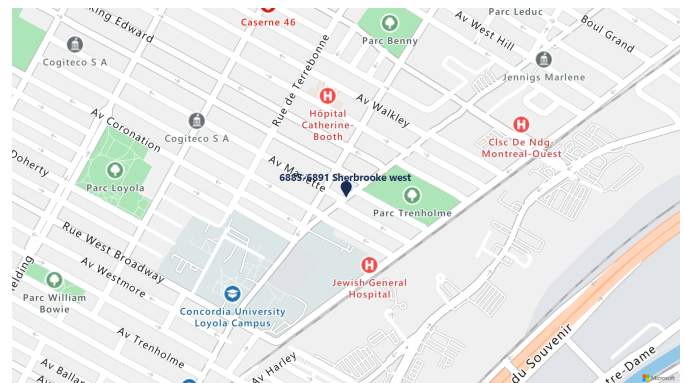 King Edward
Caserne 46
Parc Leduc
Av West Hill
Boul Grand
Parc Benny
Cogiteco S A
Rue de Terrebonne
Jennigs Marlene
Av Walkley
Hôpital
Catherine-
Booth
Av Coronation
Cogiteco S A
Clsc De Ndg-
Montreal-Ouest
Doherty
Av Mariette
6885-6891 Sherbrooke west
Parc Loyola
Parc Trenholme
Rue West Broadway
Av Westmore
Jewish General
Hospital
Parc William
Bowie
Concordia University
Loyola Campus
Av Trenholme
Av Harley
du Souvenir
Microsoft